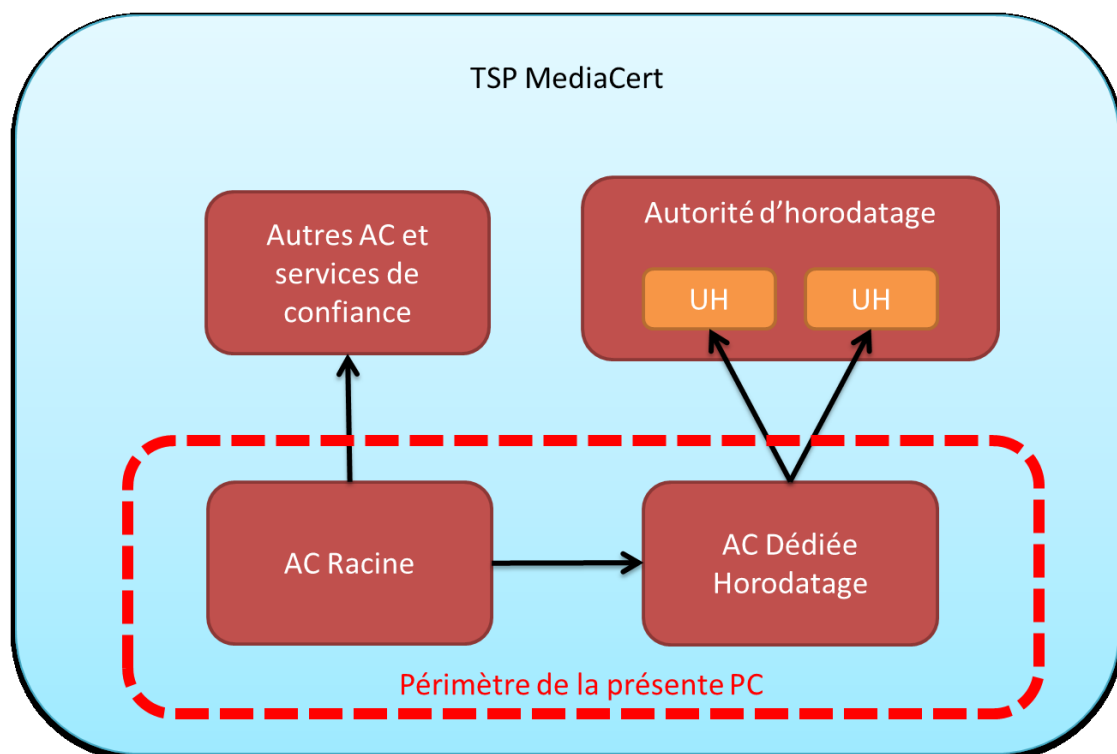 TSP MediaCert
Autres AC et
services de
confiance
Autorité d’horodatage
UH
UH
AC Racine
AC Dédiée
Horodatage
Périmètre de la présente PC